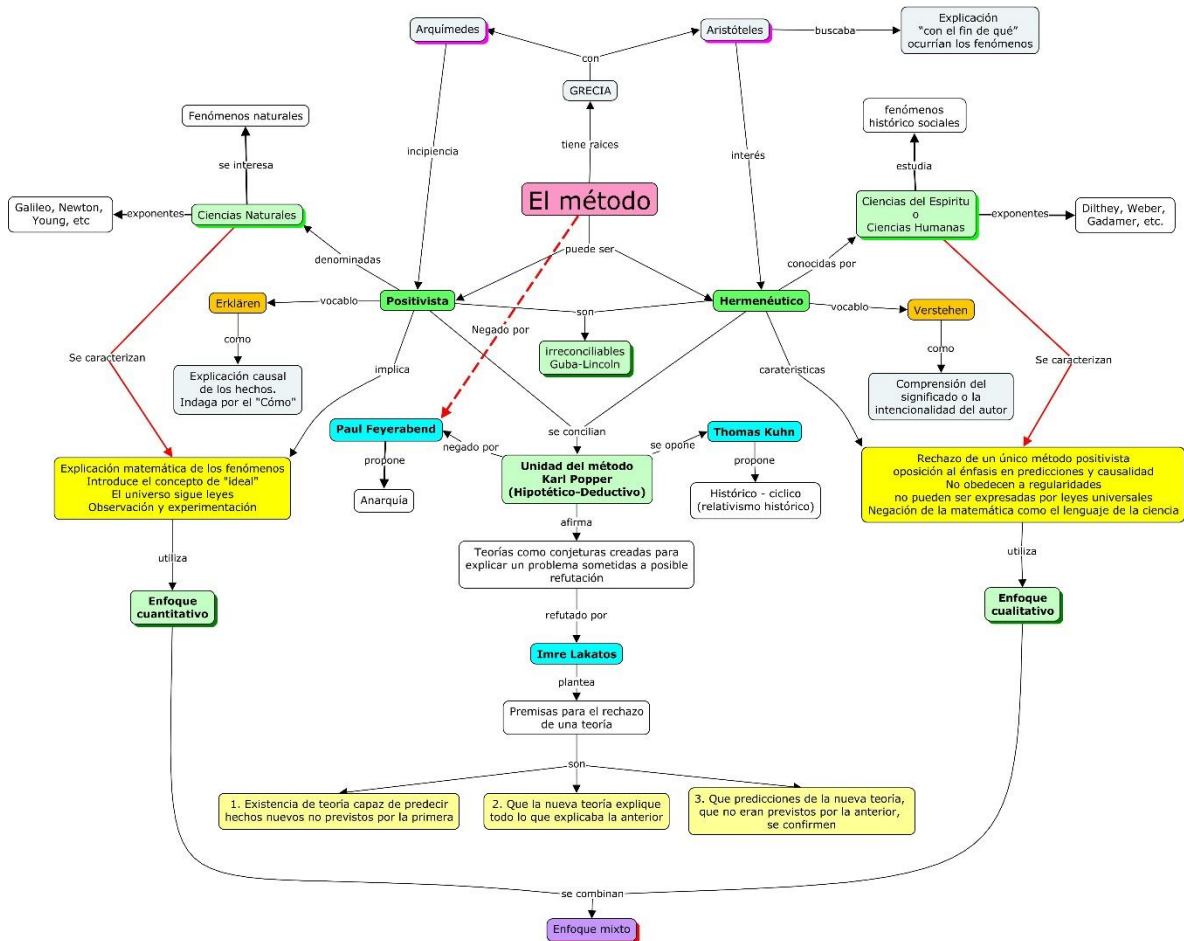 Arquímedes
Aristóteles
buscaba
Explicación
“con el fin de qué”
ocurrían los fenómenos
con
GRECIA
Fenómenos naturales
fenómenos
histórico sociales
incipiencia
tiene raices
interés
se interesa
estudia
El método
Galileo, Newton,
Young, etc
exponentes
Ciencias Naturales
Ciencias del Espiritu
o
Ciencias Humanas
exponentes
Dilthey, Weber,
Gadamer, etc.
puede ser
denominadas
conocidas por
Erklären
vocablo
Positivista
Hermenéutico
vocablo
Verstehen
son
Negado por
como
irreconciliables
Guba-Lincoln
como
Se caracterizan
Se caracterizan
implica
carateristicas
Explicación causal
de los hechos.
Indaga por el "Cómo"
Comprensión del
significado o la
intencionalidad del autor
Paul Feyerabend
se concilian
Thomas Kuhn
negado por
se opone
propone
propone
Unidad del método
Karl Popper
(Hipotético-Deductivo)
Explicación matemática de los fenómenos
Introduce el concepto de "ideal"
El universo sigue leyes
Observación y experimentación
Anarquía
Histórico - ciclico
(relativismo histórico)
Rechazo de un único método positivista
oposición al énfasis en predicciones y causalidad
No obedecen a regularidades
no pueden ser expresadas por leyes universales
Negación de la matemática como el lenguaje de la ciencia
afirma
utiliza
Teorías como conjeturas creadas para
explicar un problema sometidas a posible
refutación
utiliza
Enfoque
cuantitativo
Enfoque
cualitativo
refutado por
Imre Lakatos
plantea
Premisas para el rechazo
de una teoría
son
1. Existencia de teoría capaz de predecir
hechos nuevos no previstos por la primera
2. Que la nueva teoría explique
todo lo que explicaba la anterior
3. Que predicciones de la nueva teoría,
que no eran previstos por la anterior,
se confirmen
se combinan
Enfoque mixto